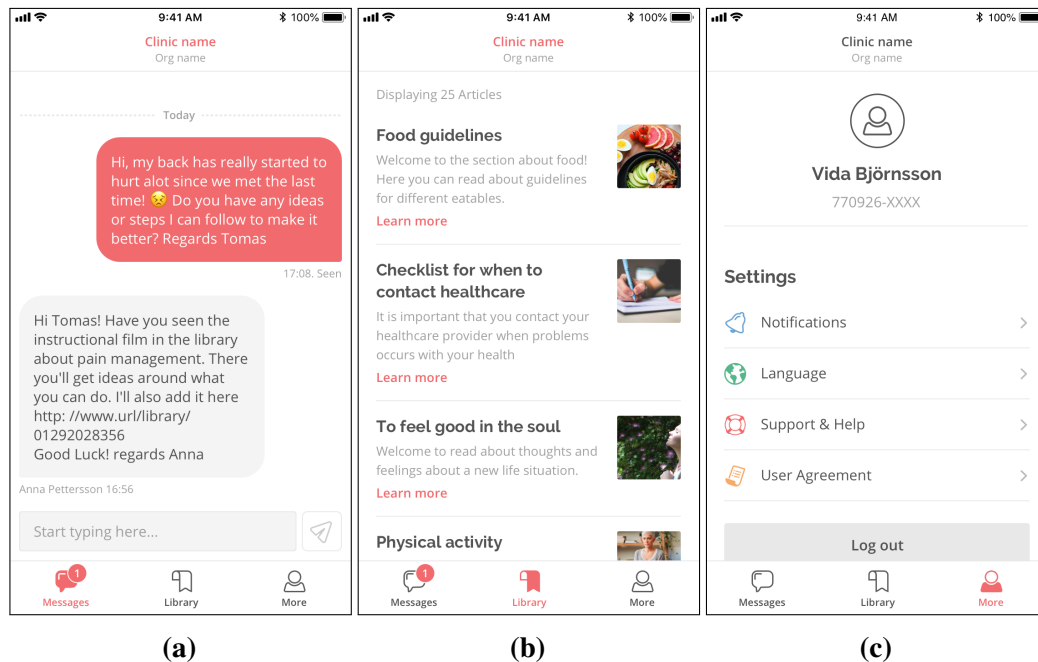 9:41 AM
100%
Clinic name
Org name
Today
Hi, my back has really started to
hurt alot since we met the last
time! 😣 Do you have any ideas
or steps I can follow to make it
better? Regards Tomas
17:08. Seen
Hi Tomas! Have you seen the
instructional film in the library
about pain management. There
you'll get ideas around what
you can do. I'll also add it here
http: //www.url/library/
01292028356
Good Luck! regards Anna
Anna Pettersson 16:56
Start typing here...
1
Messages
Library
More
(a)
9:41 AM
100%
Clinic name
Org name
Displaying 25 Articles
Food guidelines
Welcome to the section about food!
Here you can read about guidelines
for different eatables.
Learn more
Checklist for when to
contact healthcare
It is important that you contact your
healthcare provider when problems
occurs with your health
Learn more
To feel good in the soul
Welcome to read about thoughts and
feelings about a new life situation.
Learn more
Physical activity
1
Messages
Library
More
(b)
9:41 AM
100%
Clinic name
Org name
Vida Björnsson
770926-XXXX
Settings
Notifications
Language
Support & Help
User Agreement
Log out
Messages
Library
More
(c)